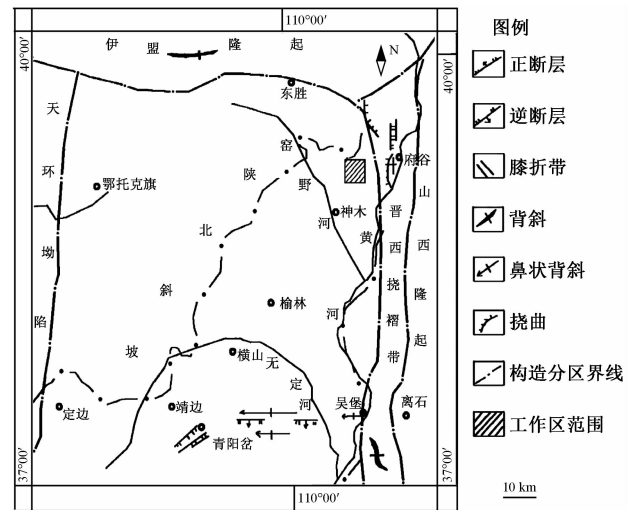 110°00′
40°00′
40°00′
伊盟隆起
N
东胜
天环坳陷
鄂托克旗
陕北斜坡
窑野河
神木
府谷
黄河
晋西挠褶带
山西隆起
榆林
横山
无定河
定边
靖边
青阳岔
吴堡
离石
37°00′
37°00′
110°00′
图例
正断层
逆断层
膝折带
背斜
鼻状背斜
挠曲
构造分区界线
工作区范围
10 km